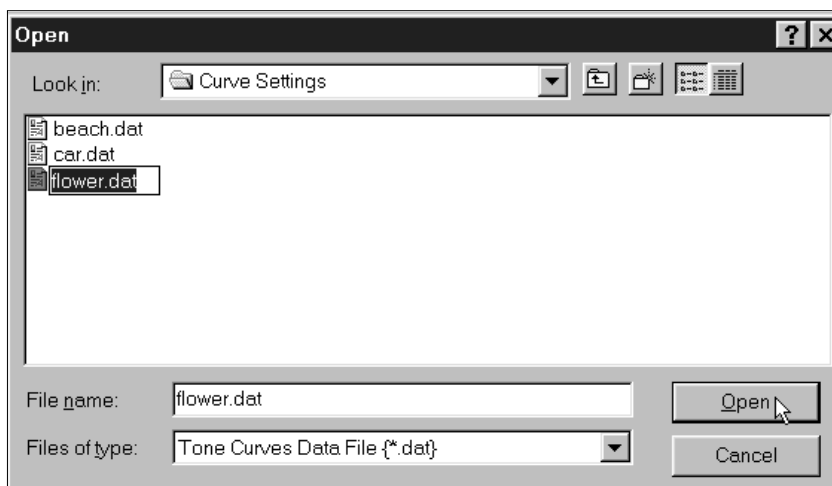 Open
Look in: Curve Settings
beach.dat
car.dat
flower.dat
File name: flower.dat Open
Files of type: Tone Curves Data File {*.dat} Cancel